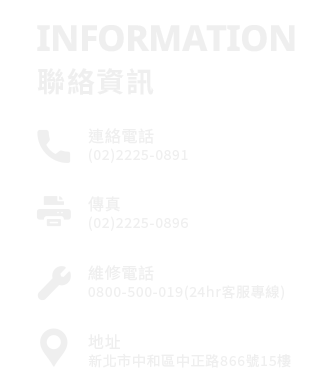 INFORMATION
聯絡資訊
連絡電話
(02)2225-0891
傳真
(02)2225-0896
維修電話
0800-500-019(24hr客服專線)
地址
新北市中和區中正路866號15樓